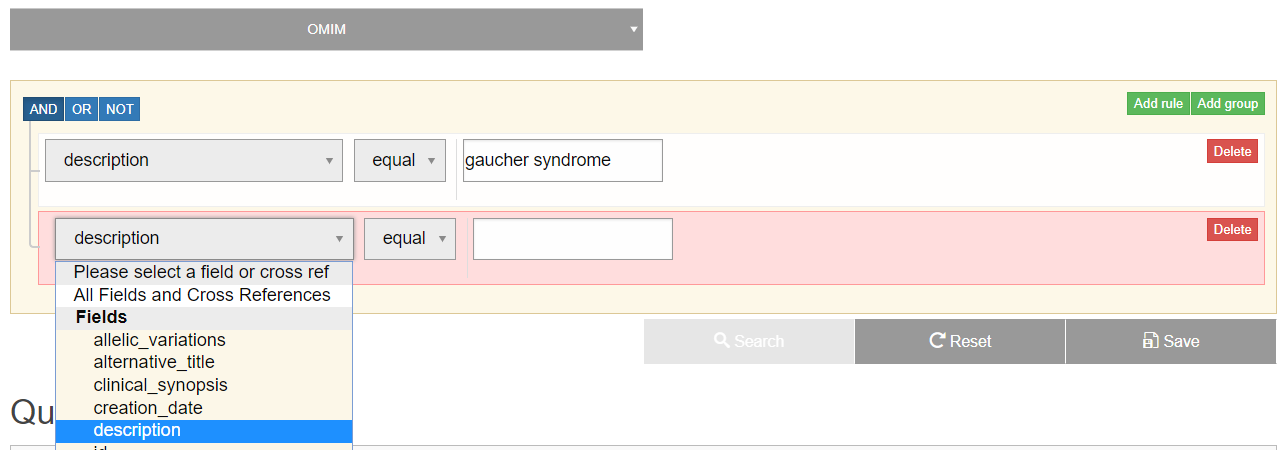 OMIM
AND OR NOT
Add rule Add group
description equal gaucher syndrome Delete
description equal Delete
Please select a field or cross ref
All Fields and Cross References
Fields
allelic_variations
alternative_title
clinical_synopsis
creation_date
description
Search Reset Save
Qu